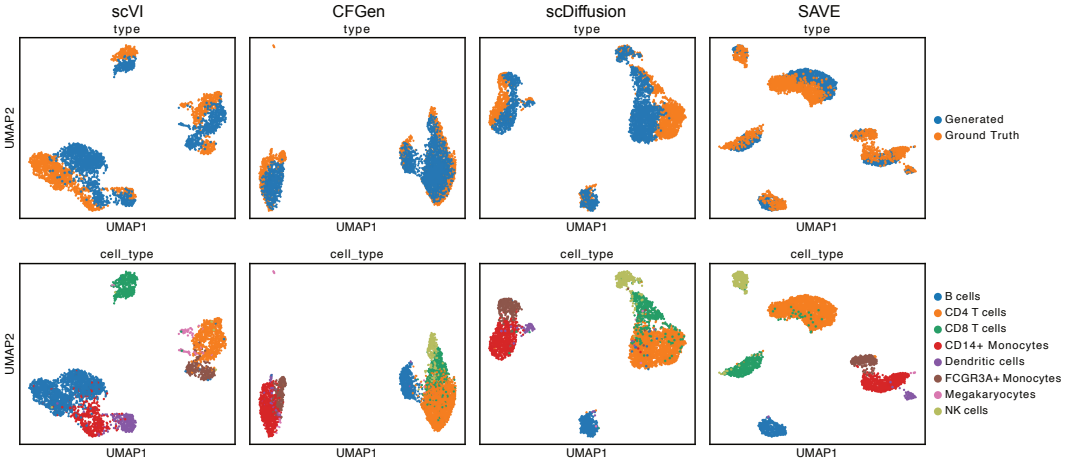 scVI
CFGen
scDiffusion
SAVE
type
type
type
type
UMAP2
UMAP1
UMAP1
UMAP1
UMAP1
Generated
Ground Truth
cell_type
cell_type
cell_type
cell_type
UMAP2
UMAP1
UMAP1
UMAP1
UMAP1
B cells
CD4 T cells
CD8 T cells
CD14+ Monocytes
Dendritic cells
FCGR3A+ Monocytes
Megakaryocytes
NK cells